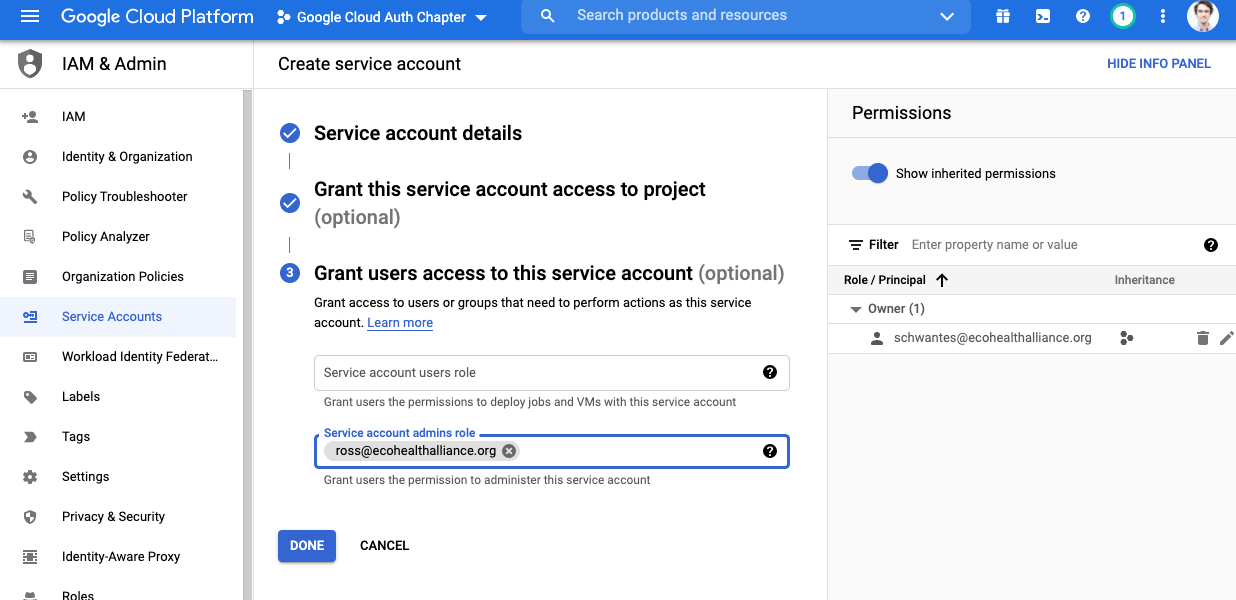 Google Cloud Platform
Google Cloud Auth Chapter
Search products and resources
1
IAM & Admin
Create service account
HIDE INFO PANEL
IAM
Identity & Organization
Policy Troubleshooter
Policy Analyzer
Organization Policies
Service Accounts
Workload Identity Federat...
Labels
Tags
Settings
Privacy & Security
Identity-Aware Proxy
Roles
Service account details
Grant this service account access to project
(optional)
3 Grant users access to this service account (optional)
Grant access to users or groups that need to perform actions as this service
account. Learn more
Service account users role
Grant users the permissions to deploy jobs and VMs with this service account
Service account admins role
ross@ecohealthalliance.org
Grant users the permission to administer this service account
DONE CANCEL
Permissions
Show inherited permissions
Filter Enter property name or value
Role / Principal Inheritance
Owner (1)
schwantes@ecohealthalliance.org